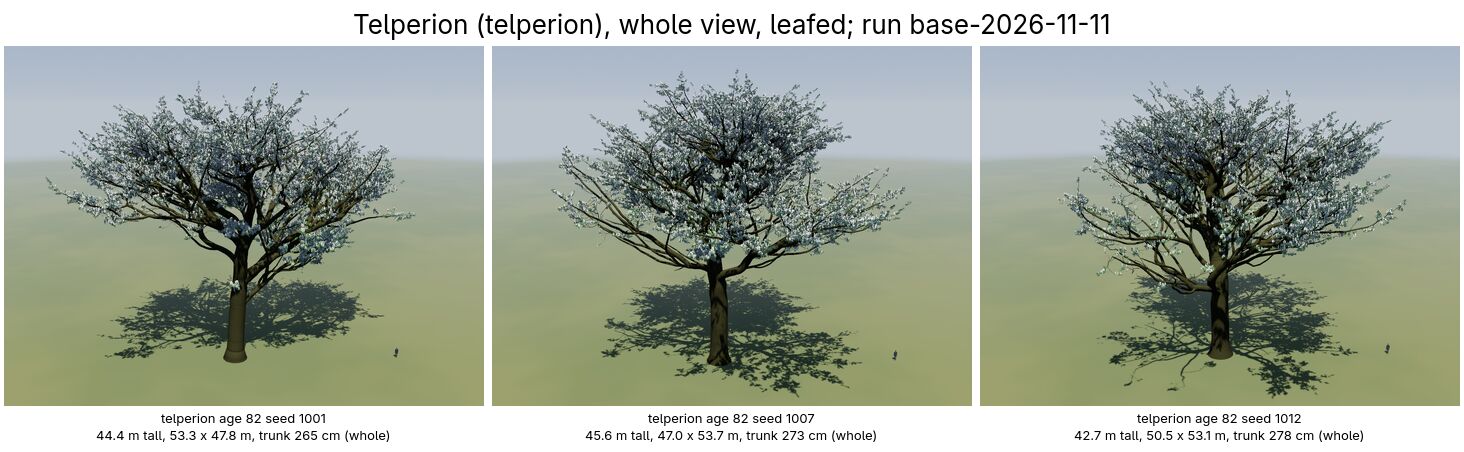 Telperion (telperion), whole view, leafed; run base-2026-11-11
telperion age 82 seed 1001
44.4 m tall, 53.3 x 47.8 m, trunk 265 cm (whole)
telperion age 82 seed 1007
45.6 m tall, 47.0 x 53.7 m, trunk 273 cm (whole)
telperion age 82 seed 1012
42.7 m tall, 50.5 x 53.1 m, trunk 278 cm (whole)